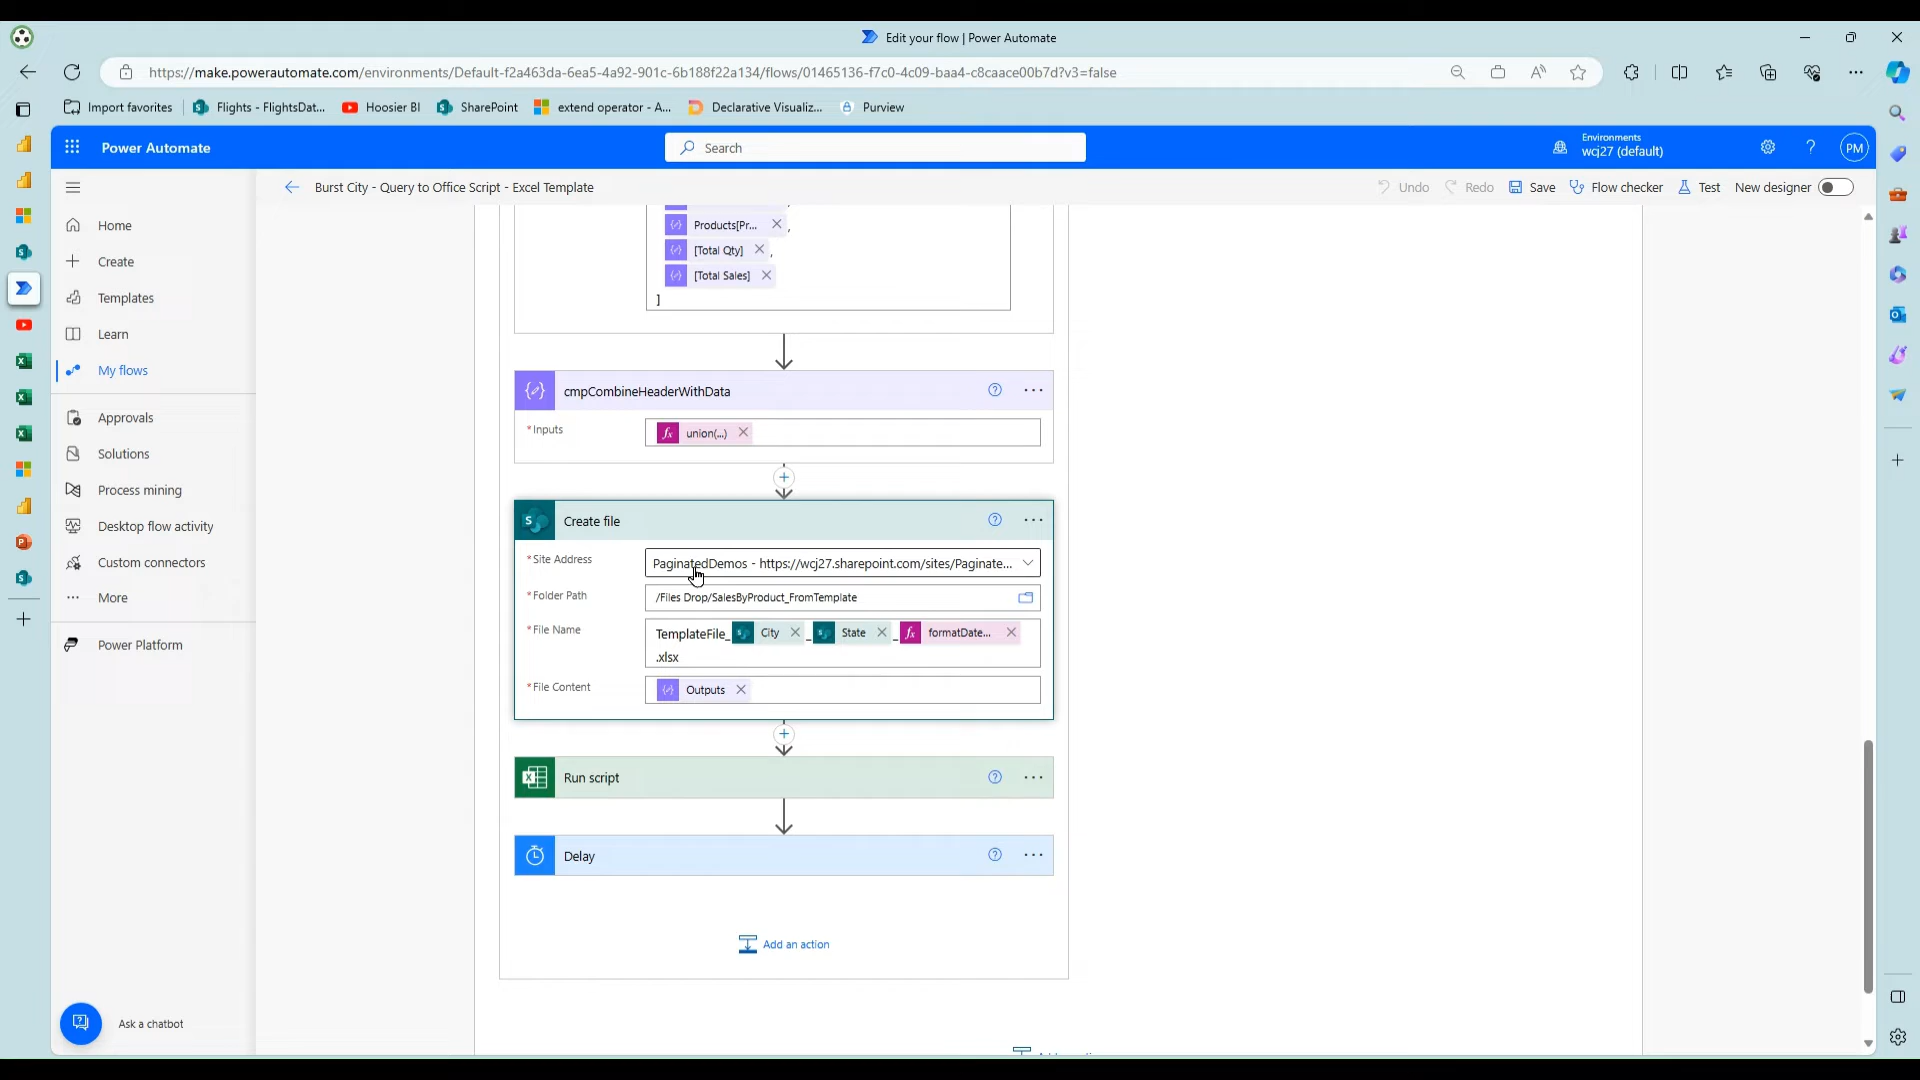 Edit your flow | Power Automate
https://make.powerautomate.com/environments/Default-f2a463da-6ea5-4a92-901c-6b188f22a134/flows/01465136-f7c0-4c09-baa4-c8caace00b7d?v3=false
Import favorites
Flights - FlightsDat...
Hoosier BI
SharePoint
extend operator - A...
Declarative Visualiz...
Purview
Power Automate
Search
Environments
wcj27 (default)
PM
Burst City - Query to Office Script - Excel Template
Undo
Redo
Save
Flow checker
Test
New designer
Home
Create
Templates
Learn
My flows
Approvals
Solutions
Process mining
Desktop flow activity
Custom connectors
More
Power Platform
Ask a chatbot
Products[Pr... ,
[Total Qty] ,
[Total Sales]
]
cmpCombineHeaderWithData
* Inputs
union(...)
Create file
* Site Address
PaginatedDemos - https://wcj27.sharepoint.com/sites/Paginate...
* Folder Path
/Files Drop/SalesByProduct_FromTemplate
* File Name
TemplateFile_ City _ State _ formatDate...
.xlsx
* File Content
Outputs
Run script
Delay
Add an action